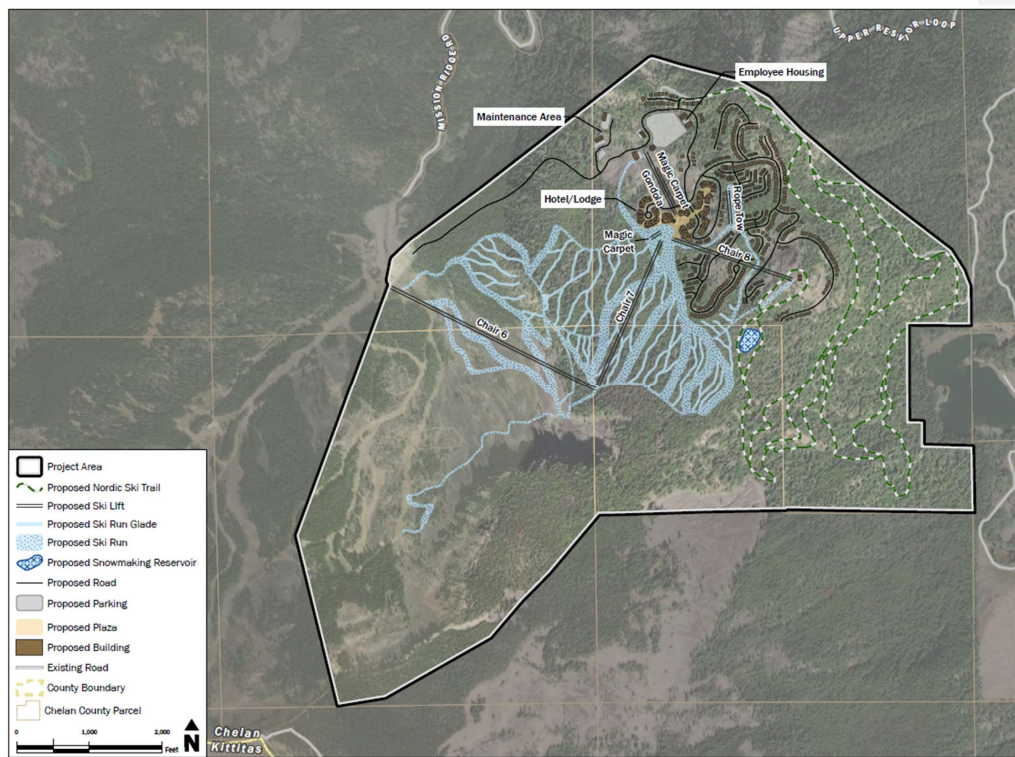 MISSION RIDGE RD
UPPER RESVIOR LOOP
Employee Housing
Maintenance Area
Magic Carpet
Gondola
Rope Tow
Hotel/Lodge
Magic
Carpet
Chair 8
Chair 7
Chair 6
Project Area
Proposed Nordic Ski Trail
Proposed Ski Lift
Proposed Ski Run Glade
Proposed Ski Run
Proposed Snowmaking Reservoir
Proposed Road
Proposed Parking
Proposed Plaza
Proposed Building
Existing Road
County Boundary
Chelan County Parcel
0 1,000 2,000
Feet
N
Chelan
Kittitas